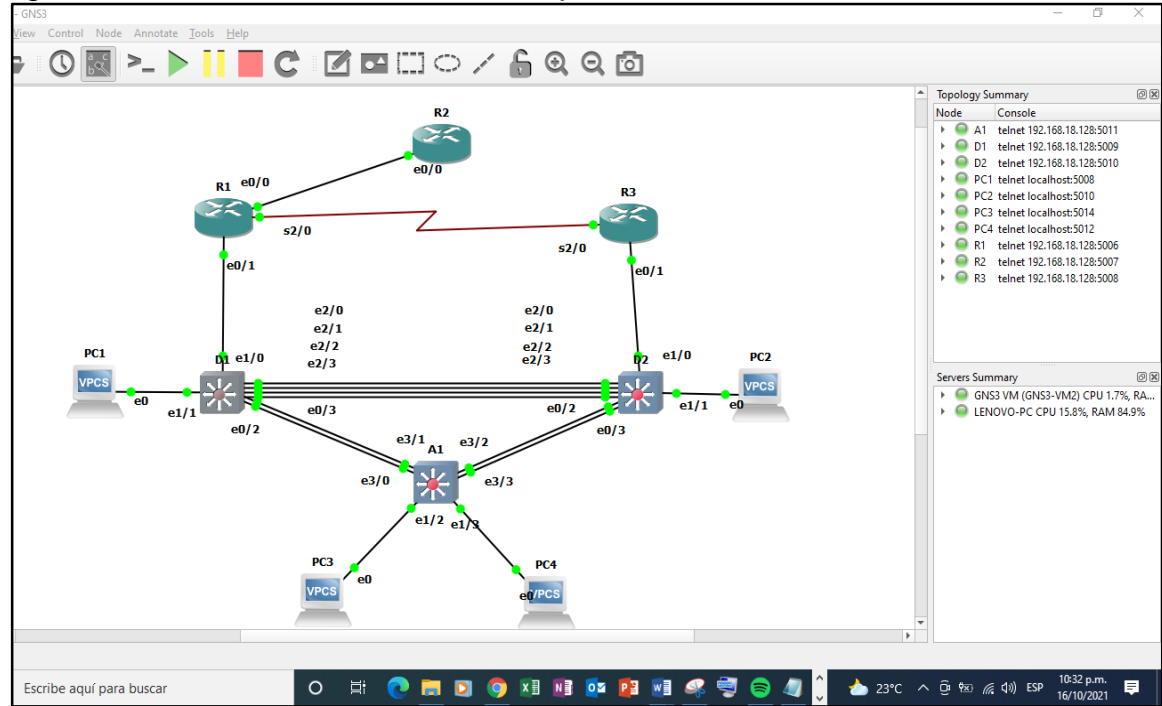 - GNS3
View Control Node Annotate Tools Help
R2
e0/0
R1 e0/0
R3
s2/0
s2/0
e0/1
e0/1
e2/0
e2/1
e2/2
e2/3
e2/0
e2/1
e2/2
e2/3
PC1
VPCS
e0
e1/1
D1 e1/0
e0/3
e0/2
D2
e1/0
PC2
VPCS
e0/2
e1/1
e0
e0/3
e3/1
e3/2
A1
e3/0
e3/3
e1/2
e1/3
PC3
VPCS
e0
PC4
e0
VPCS
Topology Summary
Node Console
A1 telnet 192.168.18.128:5011
D1 telnet 192.168.18.128:5009
D2 telnet 192.168.18.128:5010
PC1 telnet localhost:5008
PC2 telnet localhost:5010
PC3 telnet localhost:5014
PC4 telnet localhost:5012
R1 telnet 192.168.18.128:5006
R2 telnet 192.168.18.128:5007
R3 telnet 192.168.18.128:5008
Servers Summary
GNS3 VM (GNS3-VM2) CPU 1.7%, RA...
LENOVO-PC CPU 15.8%, RAM 84.9%
Escribe aquí para buscar
23°C
ESP
10:32 p.m.
16/10/2021